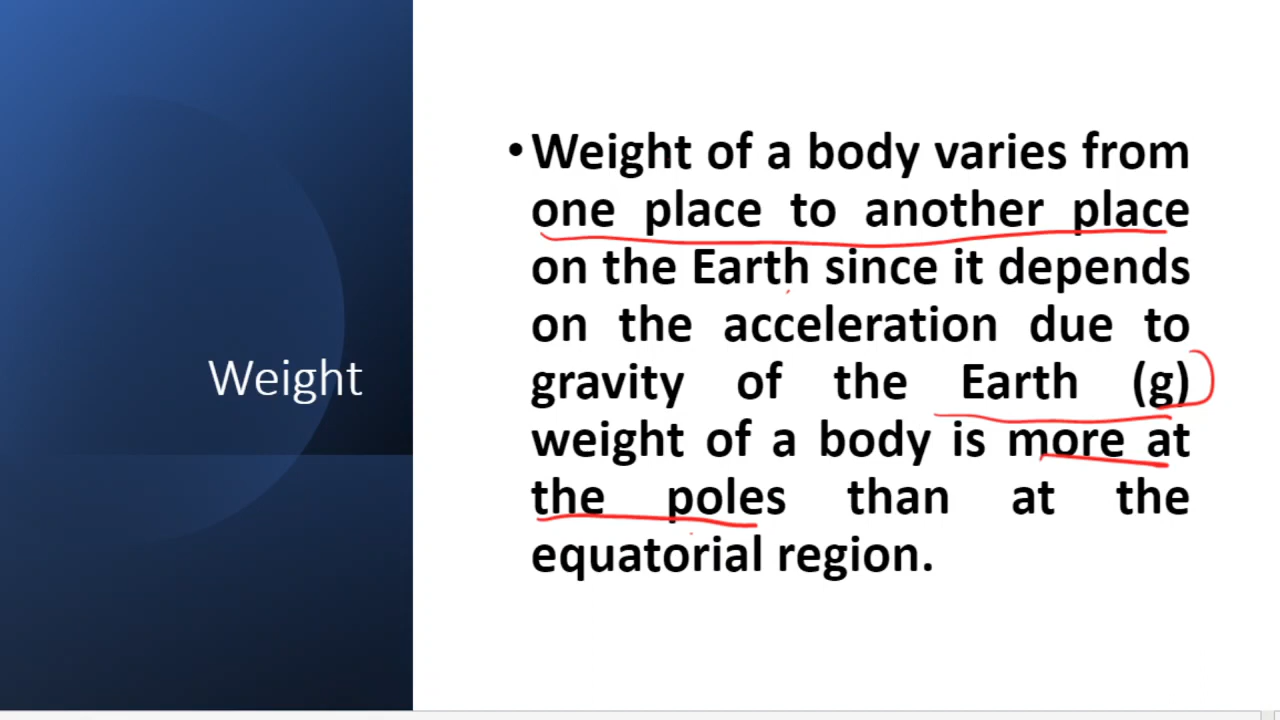 Weight
• Weight of a body varies from
one place to another place
on the Earth since it depends
on the acceleration due to
gravity of the Earth (g)
weight of a body is more at
the poles than at the
equatorial region.